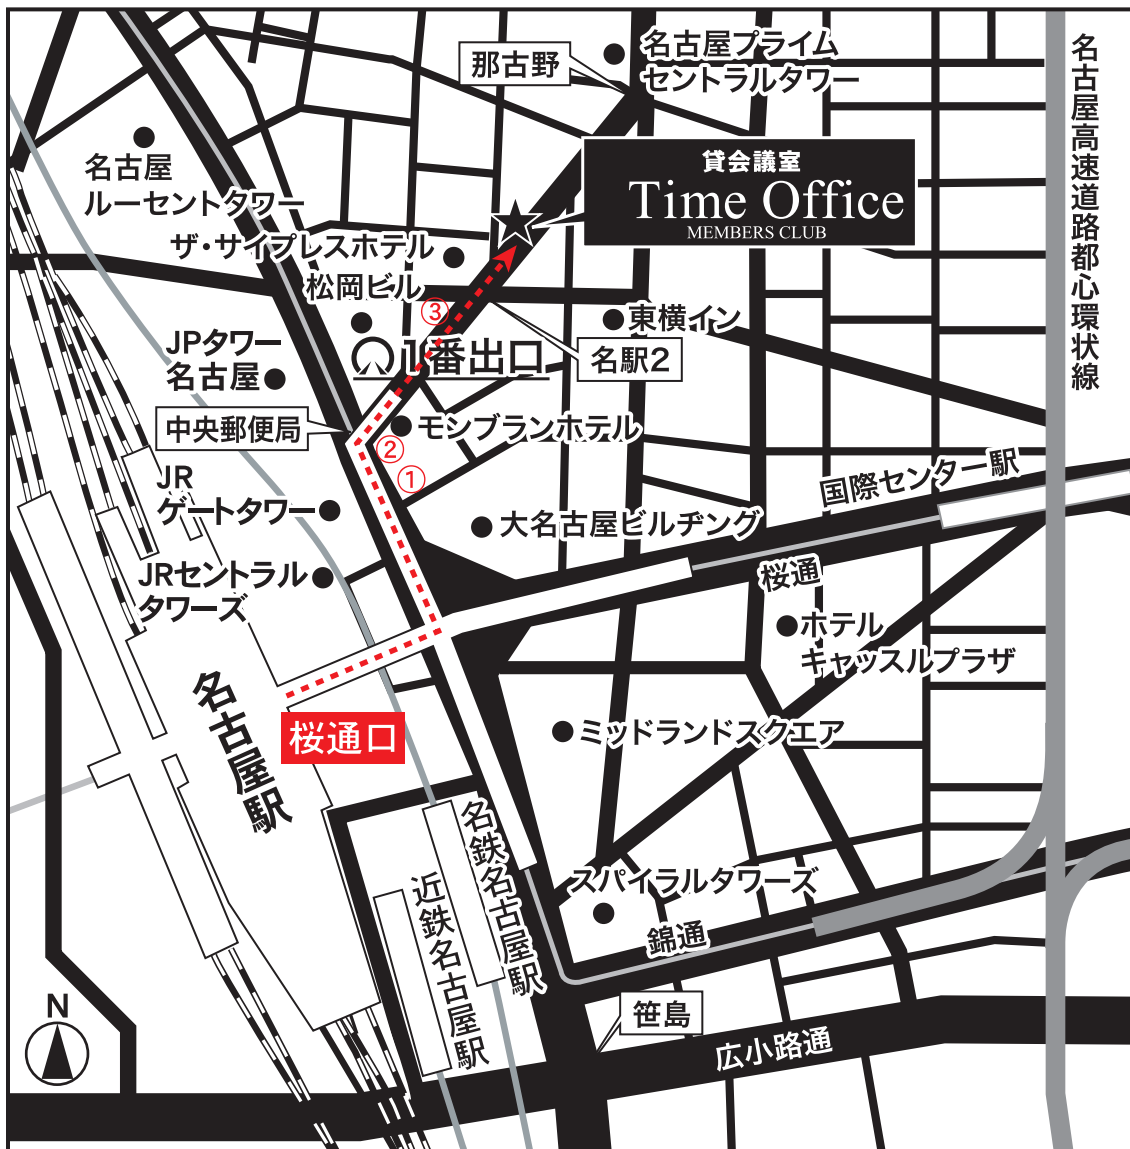 名古屋プライム
セントラルタワー
那古野
名古屋高速道路都心環状線
名古屋
ルーセントタワー
貸会議室
Time Office
MEMBERS CLUB
ザ・サイプレスホテル
松岡ビル
③
東横イン
JPタワー
名古屋
1番出口
名駅2
中央郵便局
モンブランホテル
②
①
JR
ゲートタワー
大名古屋ビルヂング
国際センター駅
JRセントラル
タワーズ
桜通
ホテル
キャッスルプラザ
名古屋駅
桜通口
ミッドランドスクエア
名鉄名古屋駅
近鉄名古屋駅
スパイラルタワーズ
錦通
笹島
広小路通
N